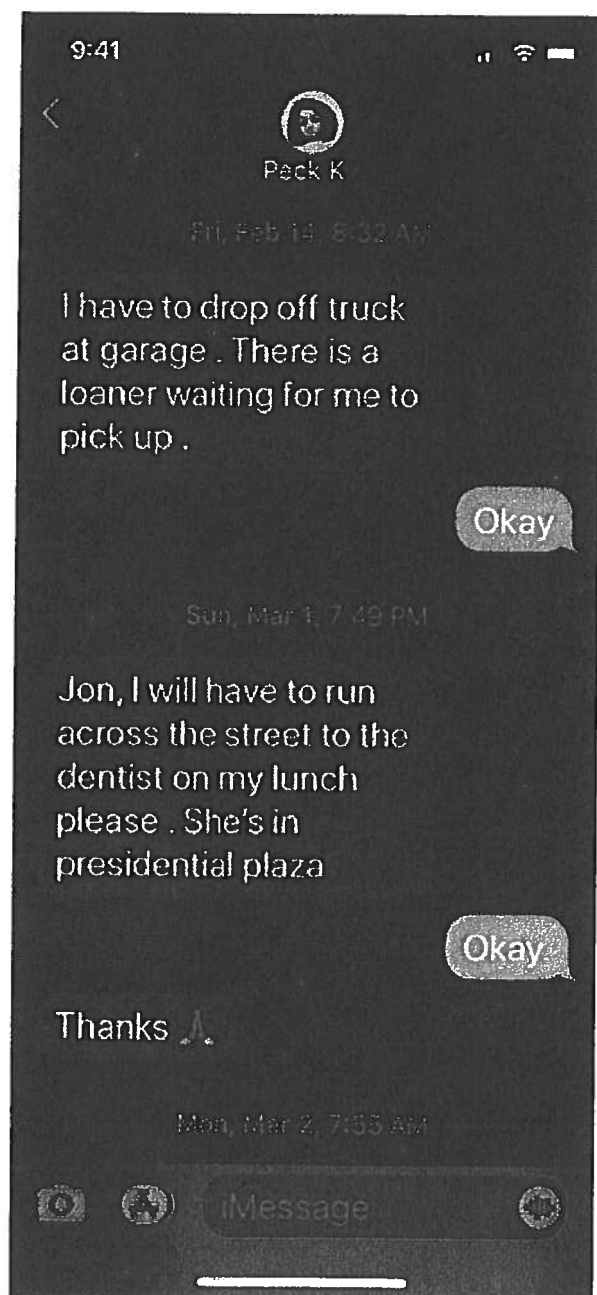 9:41
Peck K
Fri, Feb 14, 8:32 AM
I have to drop off truck
at garage . There is a
loaner waiting for me to
pick up .
Okay
Sun, Mar 1, 7:49 PM
Jon, I will have to run
across the street to the
dentist on my lunch
please . She's in
presidential plaza
Okay
Thanks 🙏
Mon, Mar 2, 7:55 AM
iMessage